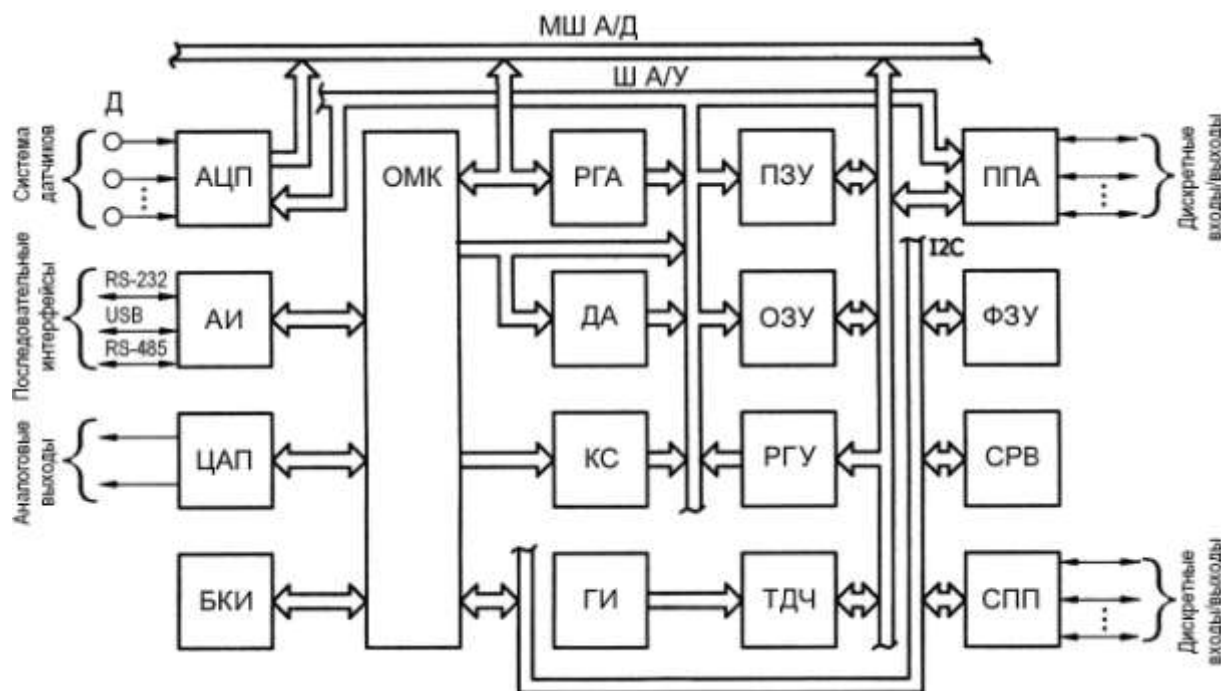 МШ А/Д
Ш А/У
Д
Система
датчиков
АЦП
ОМК
РГА
ПЗУ
ППА
Дискретные
входы/выходы
I2C
Последовательные
интерфейсы
RS-232
USB
RS-485
АИ
ДА
ОЗУ
ФЗУ
Аналоговые
выходы
ЦАП
КС
РГУ
СРВ
БКИ
ГИ
ТДЧ
СПП
Дискретные
входы/выходы